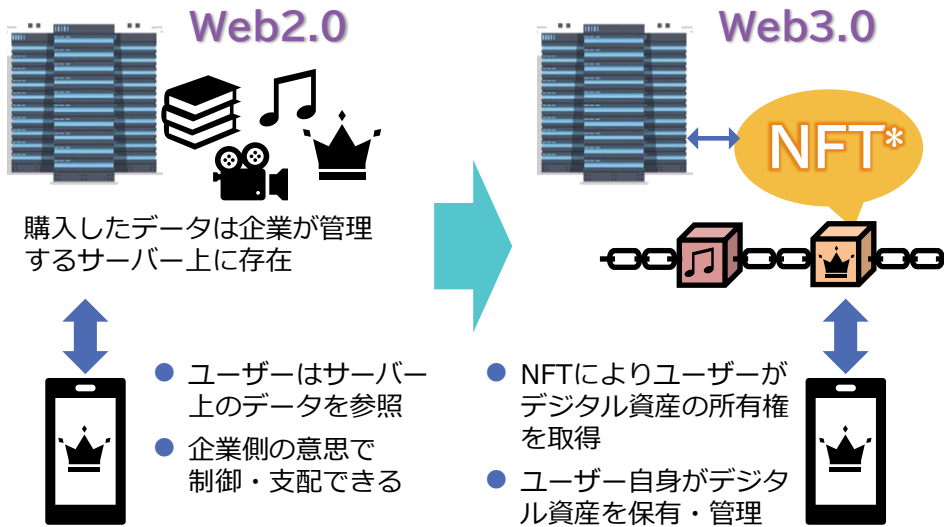 Web2.0
購入したデータは企業が管理
するサーバー上に存在
ユーザーはサーバー
上のデータを参照
企業側の意思で
制御・支配できる
Web3.0
NFT*
NFTによりユーザーが
デジタル資産の所有権
を取得
ユーザー自身がデジタ
ル資産を保有・管理